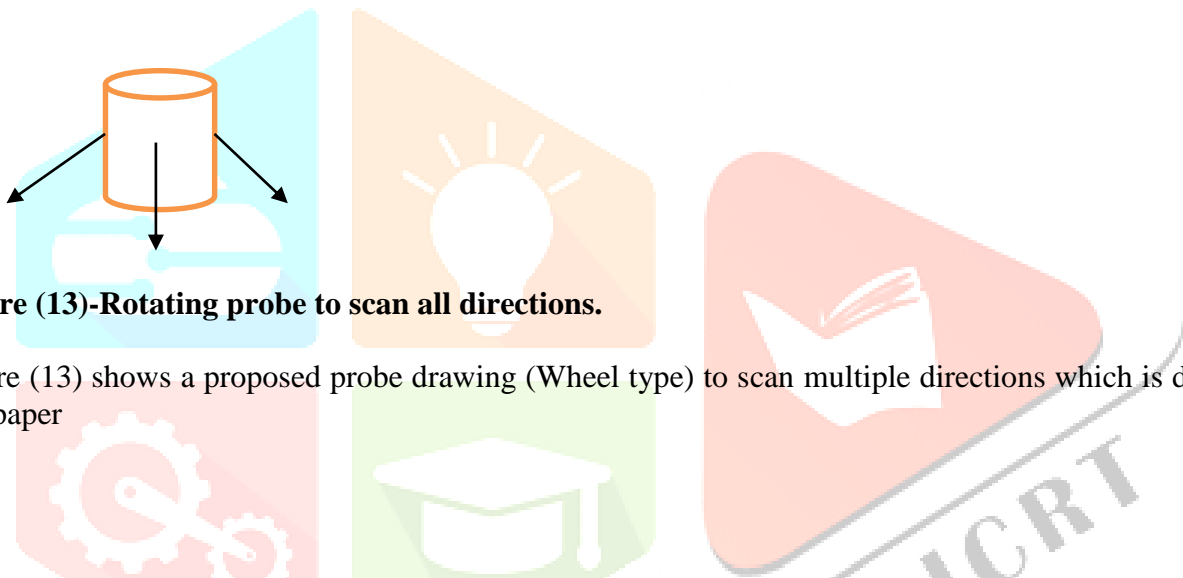 re (13)-Rotating probe to scan all directions.
re (13) shows a proposed probe drawing (Wheel type) to scan multiple directions which is d
paper
ICRT